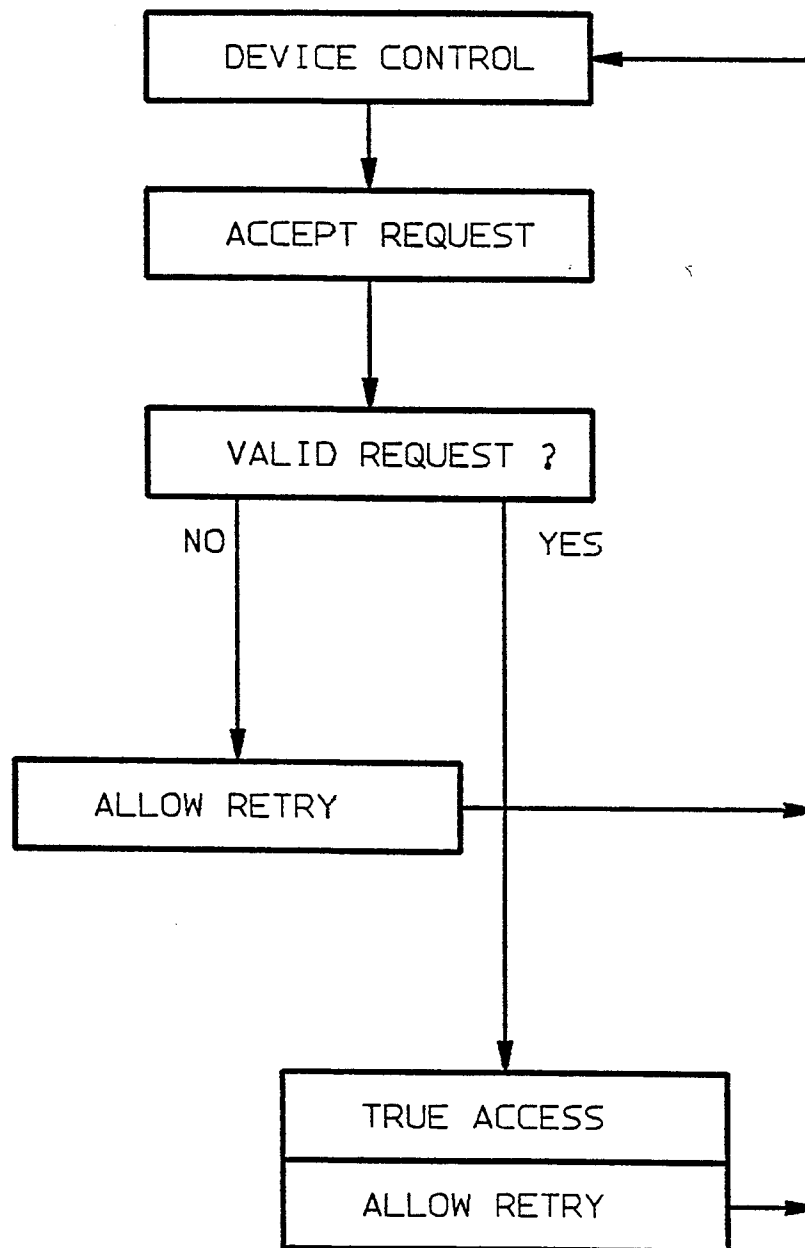 DEVICE CONTROL
ACCEPT REQUEST
VALID REQUEST ?
NO
YES
ALLOW RETRY
TRUE ACCESS
ALLOW RETRY